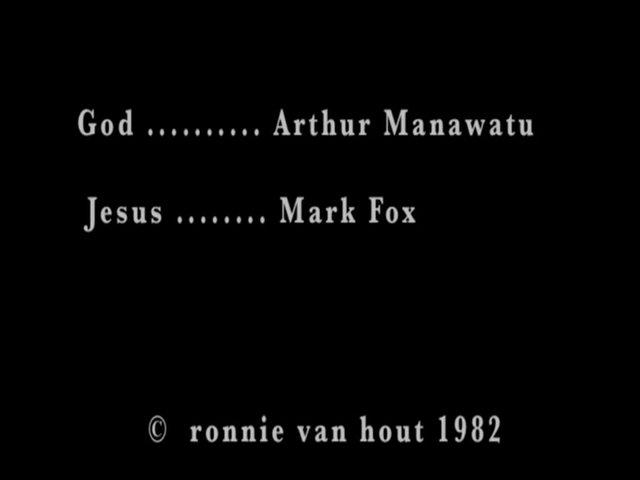 God .......... Arthur Manawatu
Jesus ........ Mark Fox
© ronnie van hout 1982